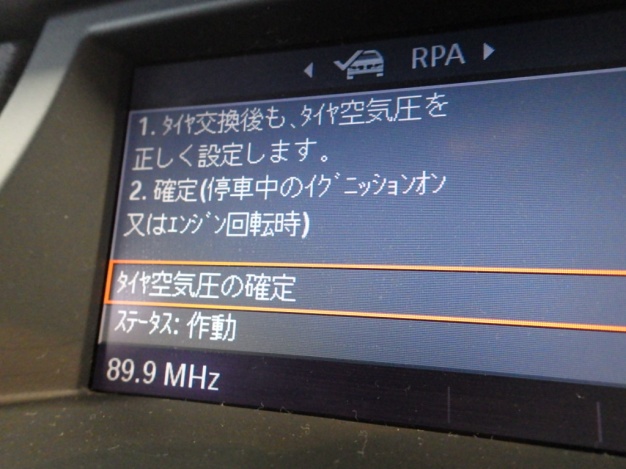 RPA
1. ﾀｲﾔ交換後も､ﾀｲﾔ空気圧を
正しく設定します。
2. 確定(停車中のｲｸﾞﾆｯｼｮﾝｵﾝ
又はｴﾝｼﾞﾝ回転時)
ﾀｲﾔ空気圧の確定
ｽﾃｰﾀｽ: 作動
89.9 MHz